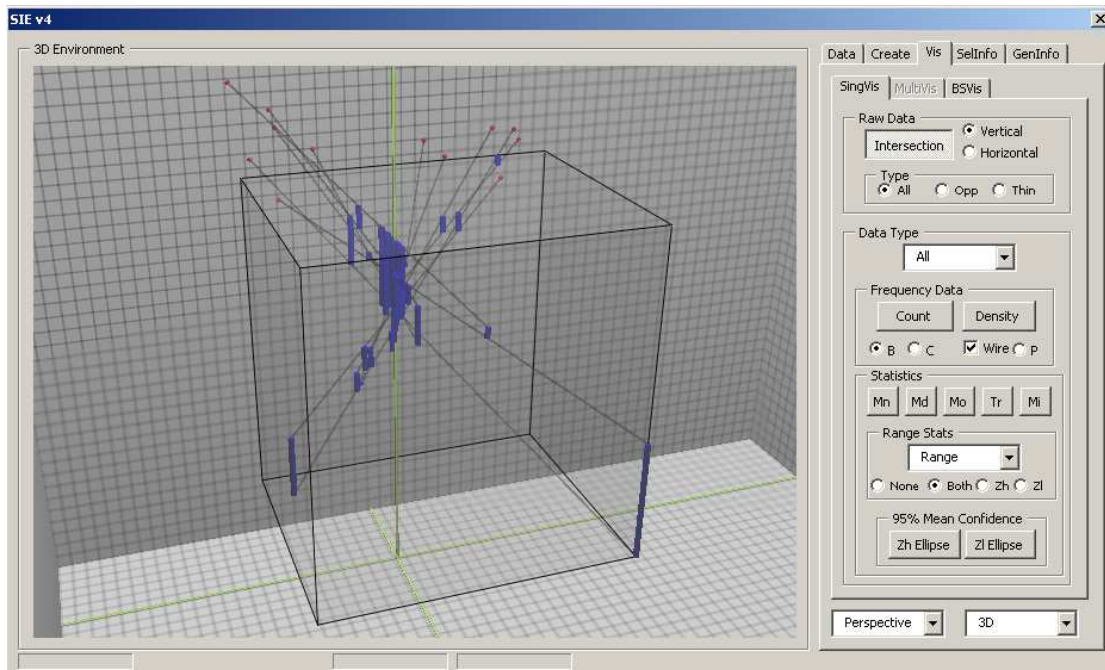 SIE v4
3D Environment
Data Create Vis SelInfo GenInfo
SingVis MultiVis BSVis
Raw Data
Intersection
Vertical
Horizontal
Type
All Opp Thin
Data Type
All
Frequency Data
Count Density
B C Wire P
Statistics
Mn Md Mo Tr Mi
Range Stats
Range
None Both Zh Zl
95% Mean Confidence
Zh Ellipse Zl Ellipse
Perspective 3D